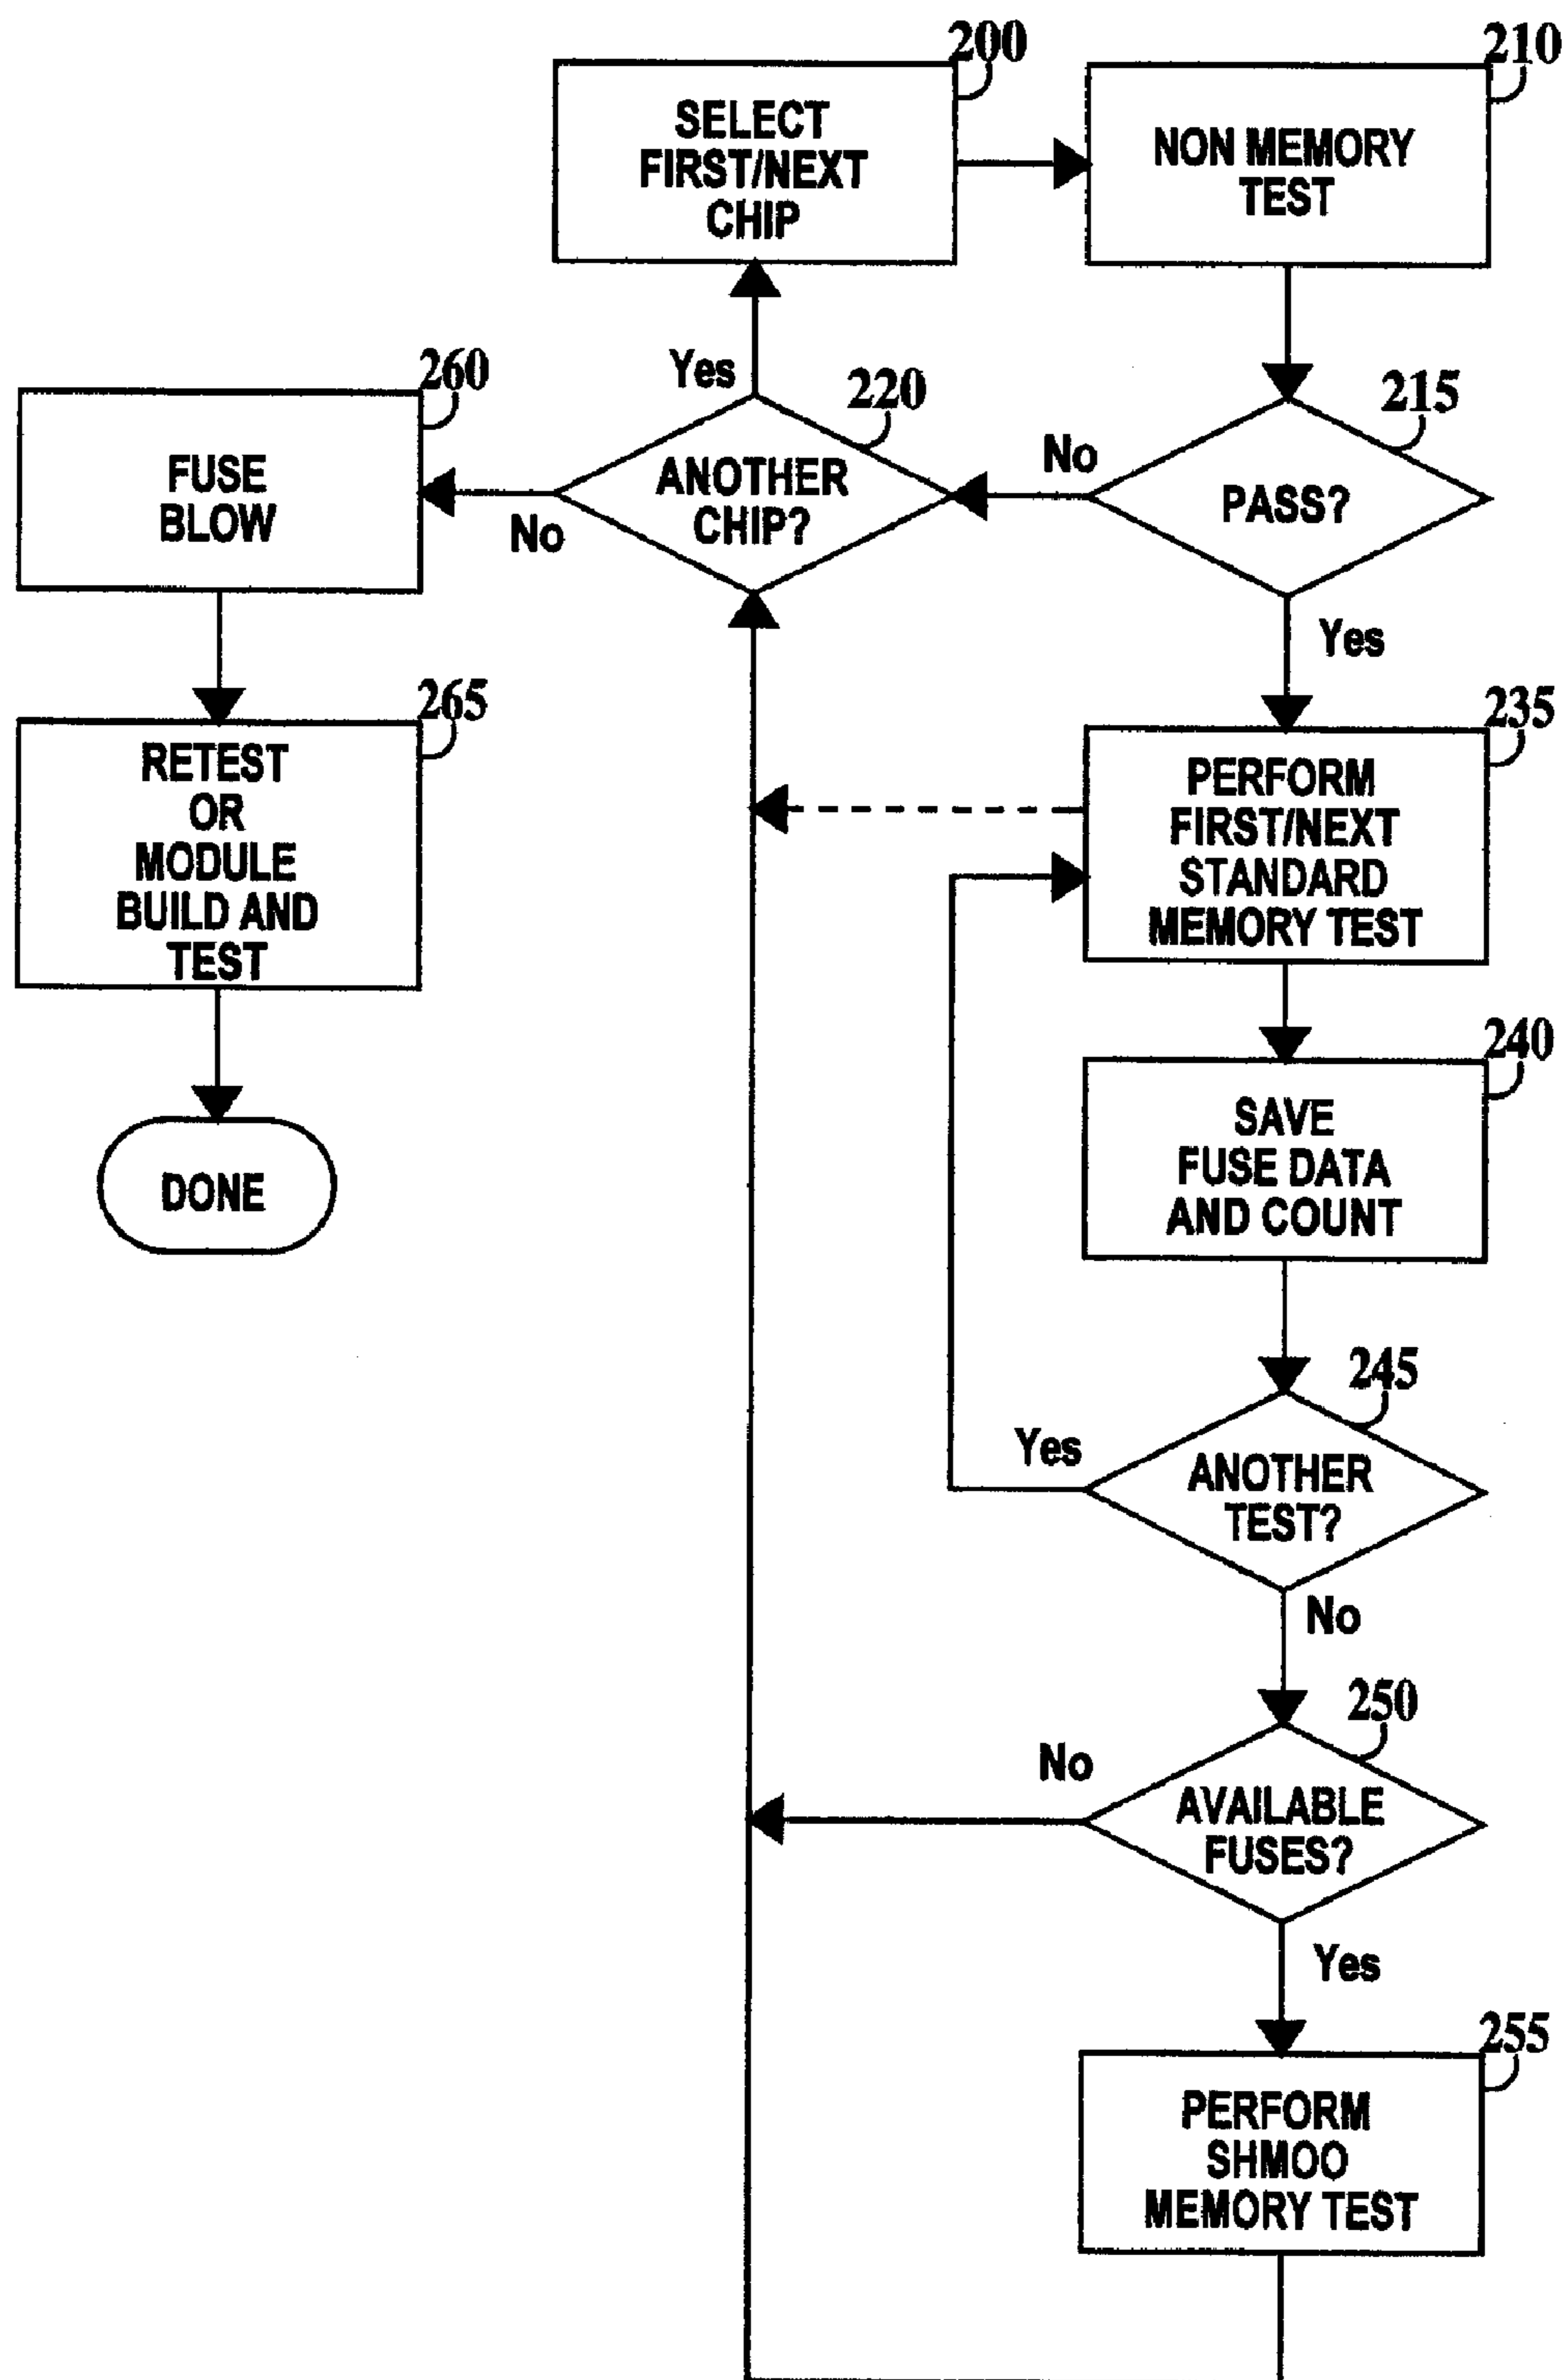 200
SELECT
FIRST/NEXT
CHIP
210
NON MEMORY
TEST
Yes
220
ANOTHER
CHIP?
No
No
215
PASS?
Yes
260
FUSE
BLOW
265
RETEST
OR
MODULE
BUILD AND
TEST
DONE
235
PERFORM
FIRST/NEXT
STANDARD
MEMORY TEST
240
SAVE
FUSE DATA
AND COUNT
245
Yes
ANOTHER
TEST?
No
250
No
AVAILABLE
FUSES?
Yes
255
PERFORM
SHMOO
MEMORY TEST